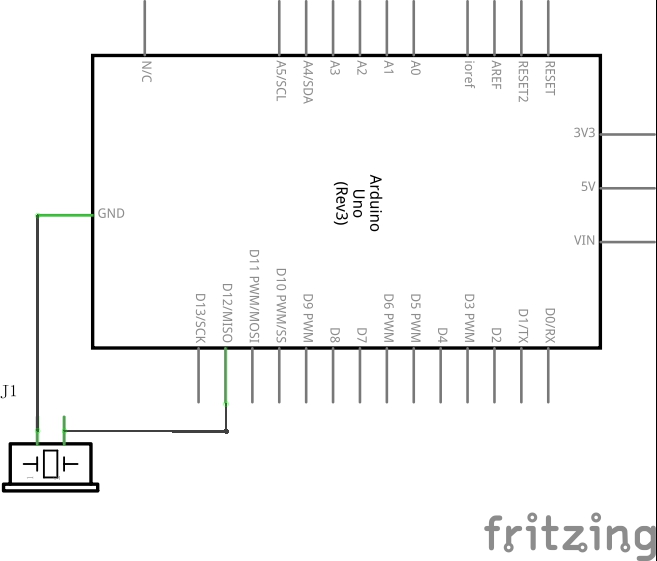 N/C
A5/SCL
A4/SDA
A3
A2
A1
A0
ioref
AREF
RESET2
RESET
3V3
5V
VIN
GND
Arduino
Uno
(Rev3)
D13/SCK
D12/MISO
D11 PWM/MOSI
D10 PWM/SS
D9 PWM
D8
D7
D6 PWM
D5 PWM
D4
D3 PWM
D2
D1/TX
D0/RX
J1
fritzing